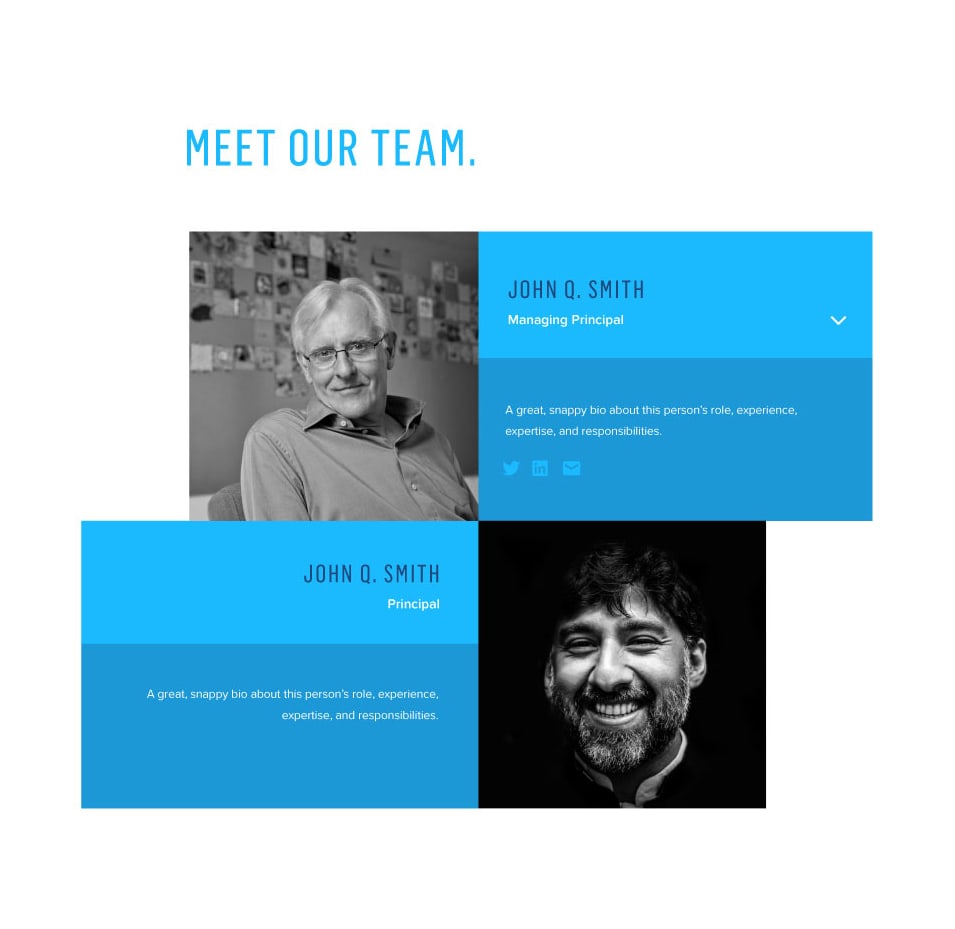 MEET OUR TEAM.
JOHN Q. SMITH
Managing Principal
A great, snappy bio about this person's role, experience,
expertise, and responsibilities.
in
JOHN Q. SMITH
Principal
A great, snappy bio about this person's role, experience,
expertise, and responsibilities.